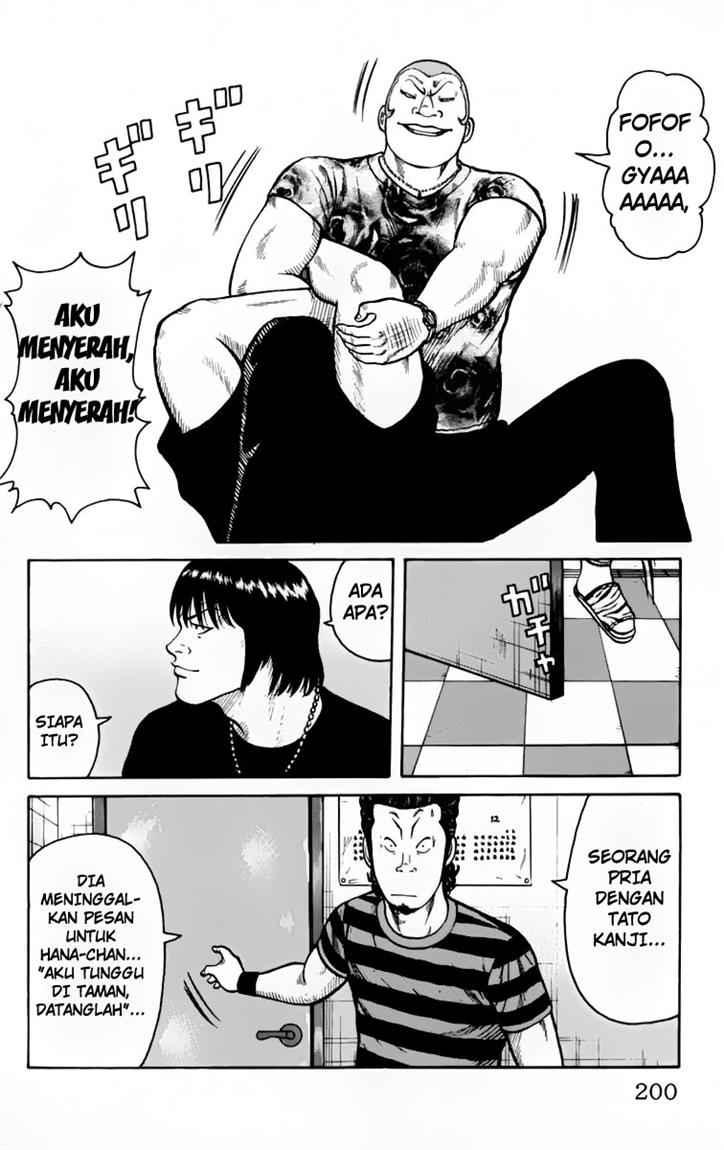 FOFOF
O...
GYAAA
AAAAA,
ギギ
リリ
AKU
MENYERAH,
AKU
MENYERAH!
ガチャ
ADA
APA?
SIAPA
ITU?
SEORANG
PRIA
DENGAN
TATO
KANJI...
12
DIA
MENINGGAL-
KAN PESAN
UNTUK
HANA-CHAN...
"AKU TUNGGU
DI TAMAN,
DATANGLAH"...
200